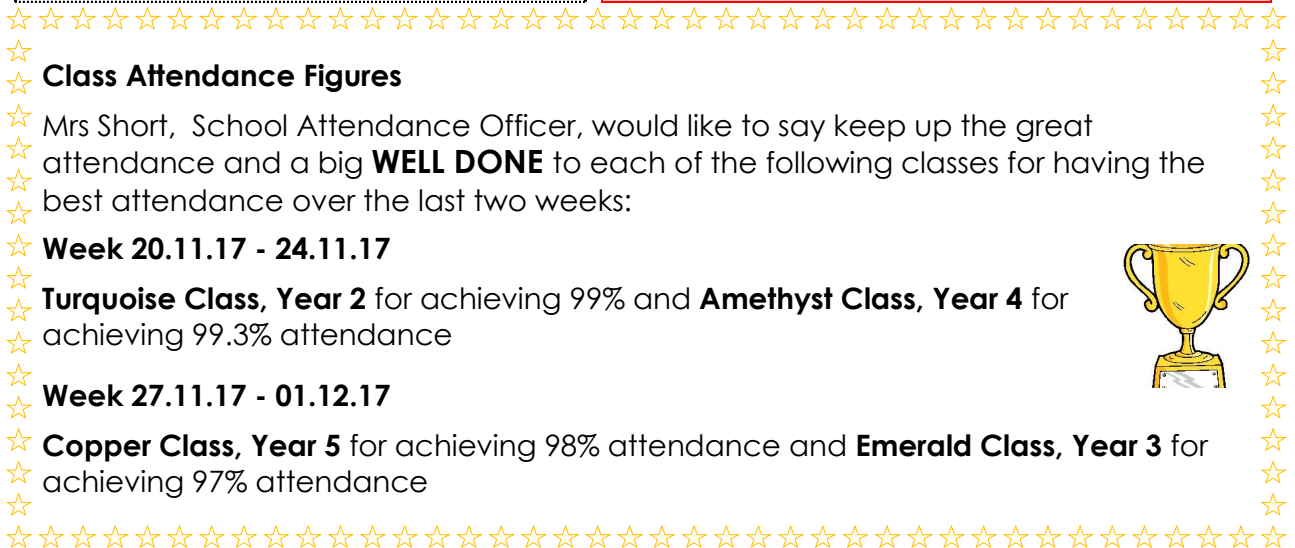 Class Attendance Figures
Mrs Short,  School Attendance Officer, would like to say keep up the great
attendance and a big WELL DONE to each of the following classes for having the
best attendance over the last two weeks:
Week 20.11.17 - 24.11.17
Turquoise Class, Year 2 for achieving 99% and Amethyst Class, Year 4 for
achieving 99.3% attendance
Week 27.11.17 - 01.12.17
Copper Class, Year 5 for achieving 98% attendance and Emerald Class, Year 3 for
achieving 97% attendance